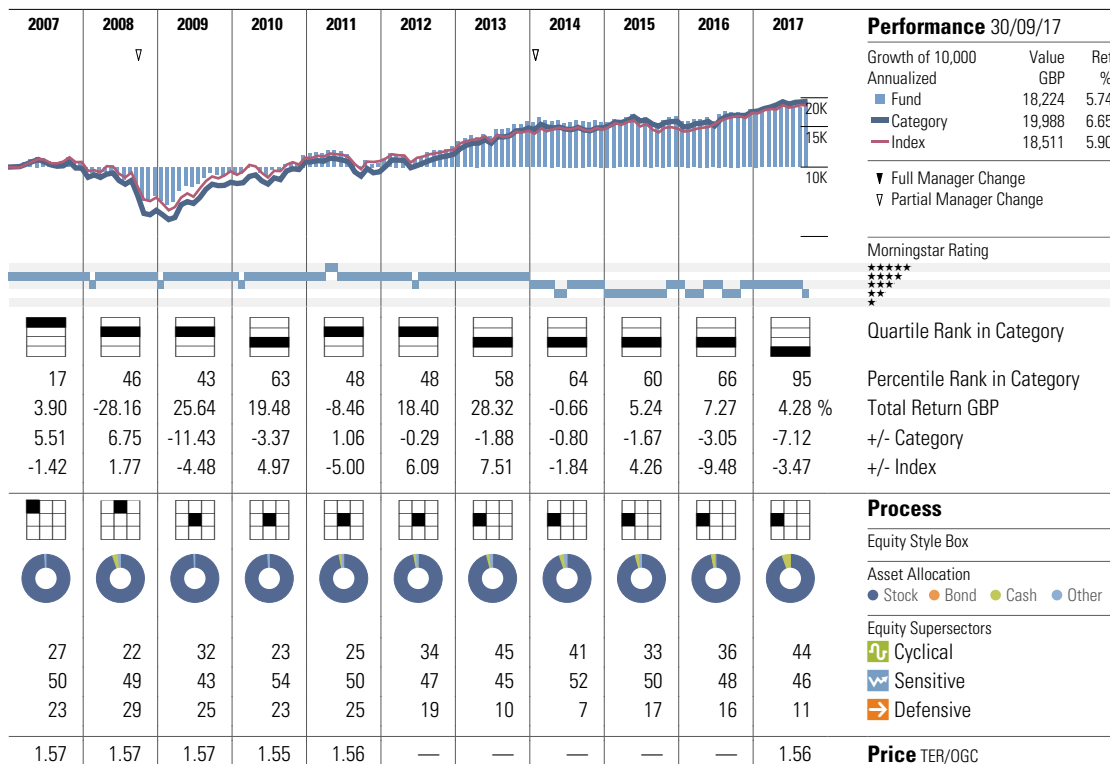 2007 2008 2009 2010 2011 2012 2013 2014 2015 2016 2017
Performance 30/09/17
Growth of 10,000 Value Ret
Annualized GBP %
Fund 18,224 5.74
Category 19,988 6.65
Index 18,511 5.90
20K
15K
10K
Full Manager Change
Partial Manager Change
Morningstar Rating
★★★★★
★★★★
★★★
★★
★
Quartile Rank in Category
17 46 43 63 48 48 58 64 60 66 95 Percentile Rank in Category
3.90 -28.16 25.64 19.48 -8.46 18.40 28.32 -0.66 5.24 7.27 4.28 % Total Return GBP
5.51 6.75 -11.43 -3.37 1.06 -0.29 -1.88 -0.80 -1.67 -3.05 -7.12 +/- Category
-1.42 1.77 -4.48 4.97 -5.00 6.09 7.51 -1.84 4.26 -9.48 -3.47 +/- Index
Process
Equity Style Box
Asset Allocation
Stock Bond Cash Other
Equity Supersectors
27 22 32 23 25 34 45 41 33 36 44 Cyclical
50 49 43 54 50 47 45 52 50 48 46 Sensitive
23 29 25 23 25 19 10 7 17 16 11 Defensive
1.57 1.57 1.57 1.55 1.56 — — — — — 1.56 Price TER/OGC